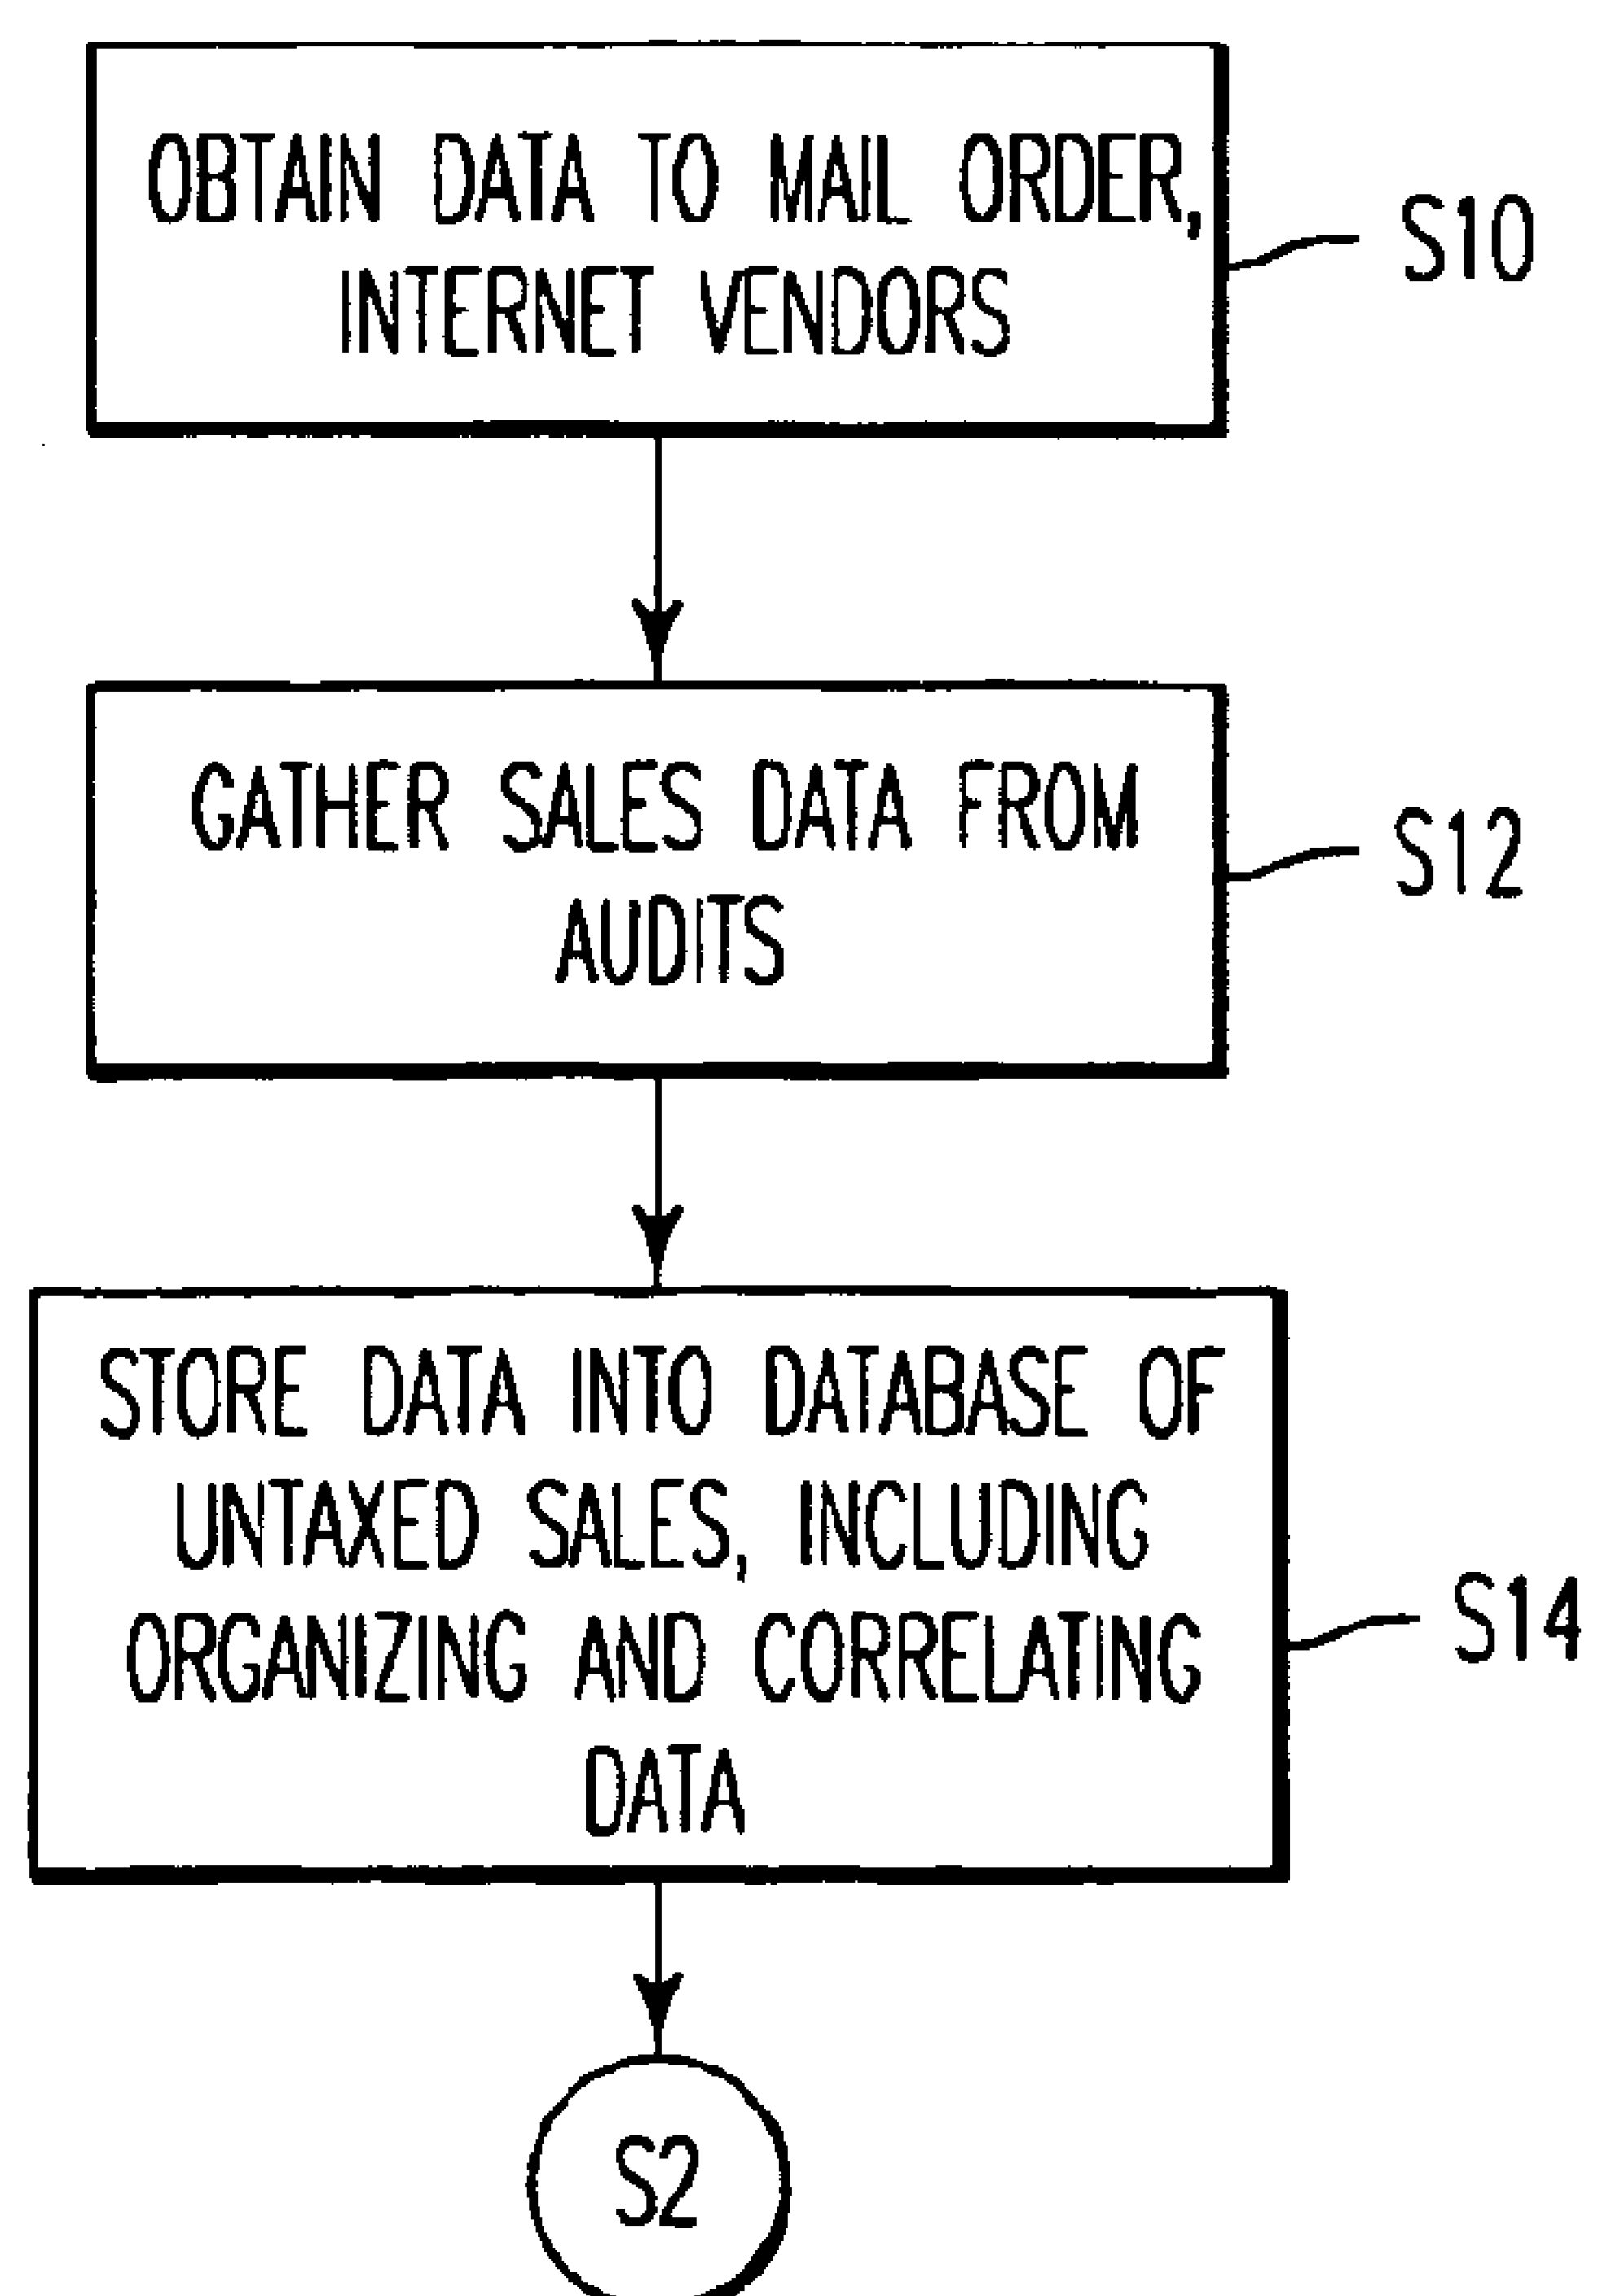 OBTAIN DATA TO MAIL ORDER,
INTERNET VENDORS
S10
GATHER SALES DATA FROM
AUDITS
S12
STORE DATA INTO DATABASE OF
UNTAXED SALES, INCLUDING
ORGANIZING AND CORRELATING
DATA
S14
S2